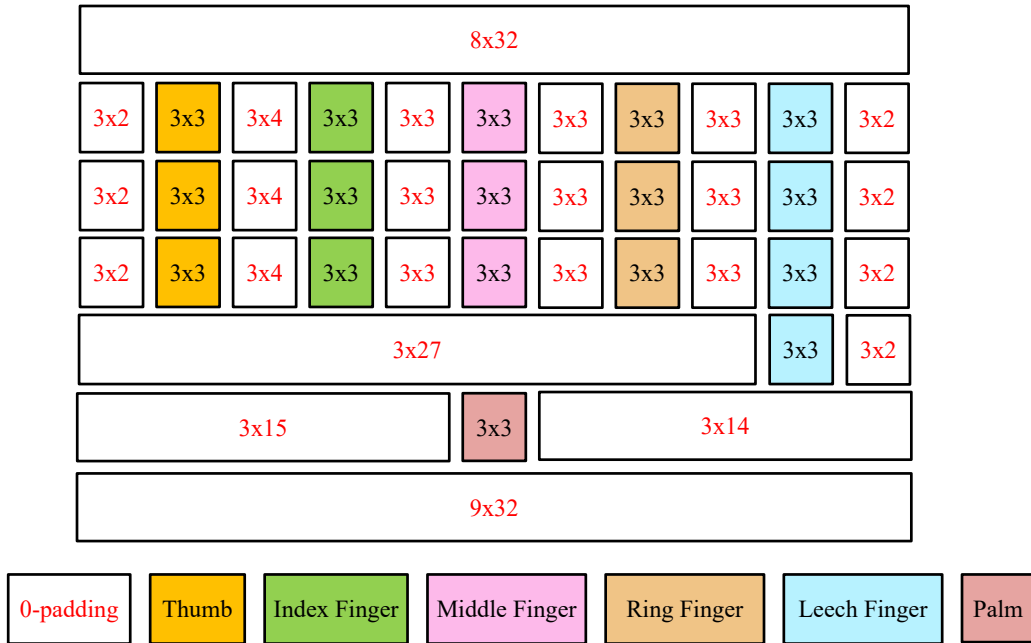 8x32
3x2 3x3 3x4 3x3 3x3 3x3 3x3 3x3 3x3 3x3 3x2
3x2 3x3 3x4 3x3 3x3 3x3 3x3 3x3 3x3 3x3 3x2
3x2 3x3 3x4 3x3 3x3 3x3 3x3 3x3 3x3 3x3 3x2
3x27 3x3 3x2
3x15 3x3 3x14
9x32
0-padding Thumb Index Finger Middle Finger Ring Finger Leech Finger Palm